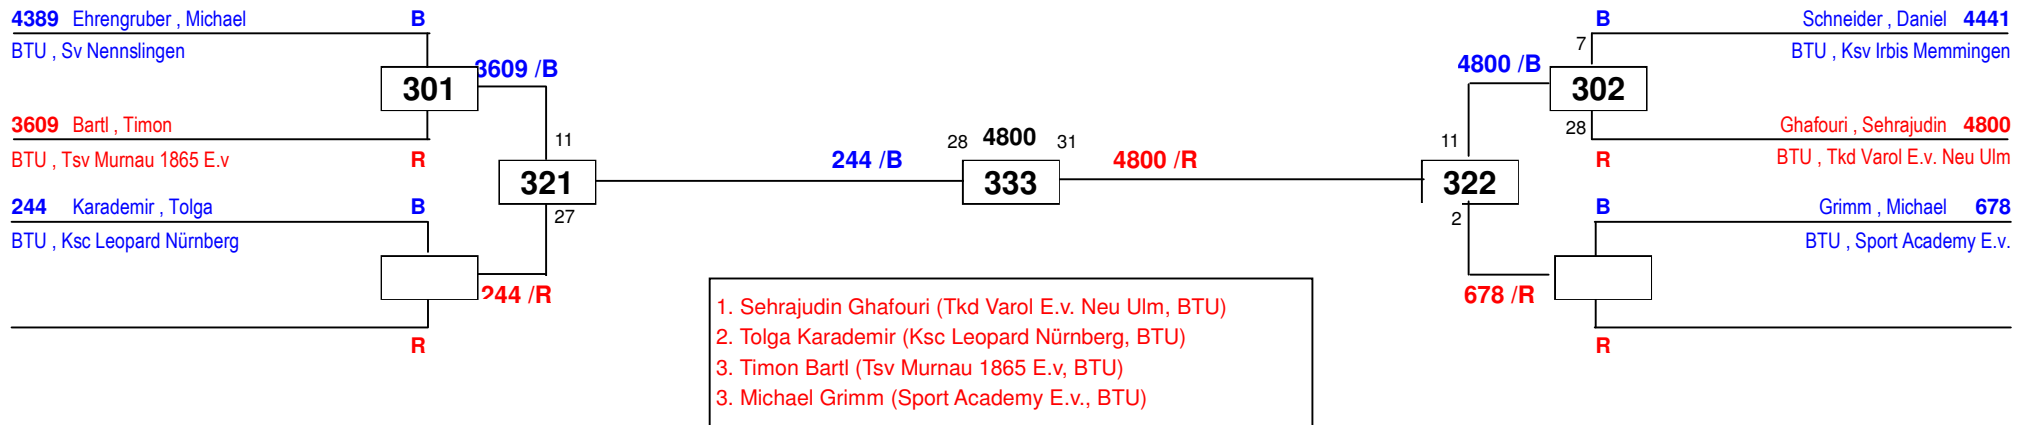 4389 Ehrengruber , Michael B
BTU , Sv Nennslingen
3609 /B
301
3609 Bartl , Timon
BTU , Tsv Murnau 1865 E.v R
11
321
27
244 Karademir , Tolga B
BTU , Ksc Leopard Nürnberg
244 /R
R
244 /B
28 4800 31
333
4800 /R
B Schneider , Daniel 4441
7
BTU , Ksv Irbis Memmingen
4800 /B
302
28
Ghafouri , Sehrajudin 4800
R BTU , Tkd Varol E.v. Neu Ulm
11
322
2
B Grimm , Michael 678
BTU , Sport Academy E.v.
678 /R
R
1. Sehrajudin Ghafouri (Tkd Varol E.v. Neu Ulm, BTU)
2. Tolga Karademir (Ksc Leopard Nürnberg, BTU)
3. Timon Bartl (Tsv Murnau 1865 E.v, BTU)
3. Michael Grimm (Sport Academy E.v., BTU)